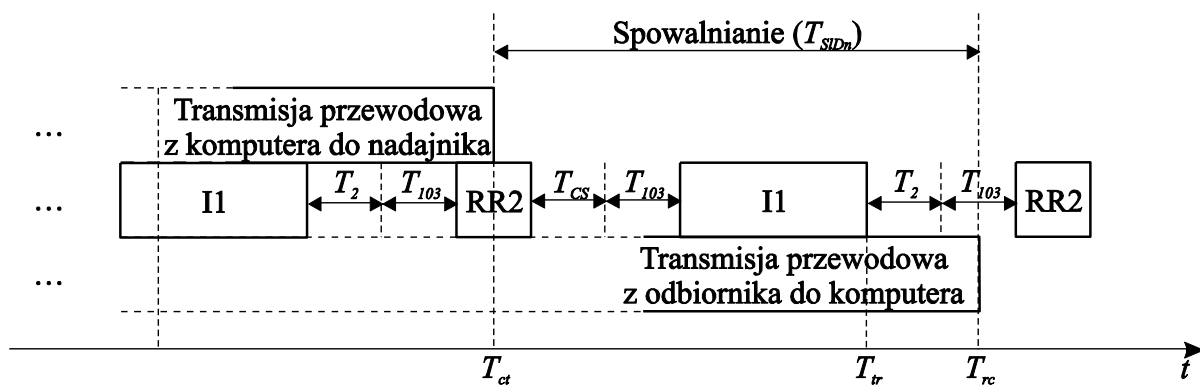 Spowalnianie (T_SlDn)
Transmisja przewodowa
z komputera do nadajnika
...
I1 T_2 T_103 RR2 T_CS T_103 I1 T_2 T_103 RR2
...
Transmisja przewodowa
z odbiornika do komputera
...
T_ct T_tr T_rc t